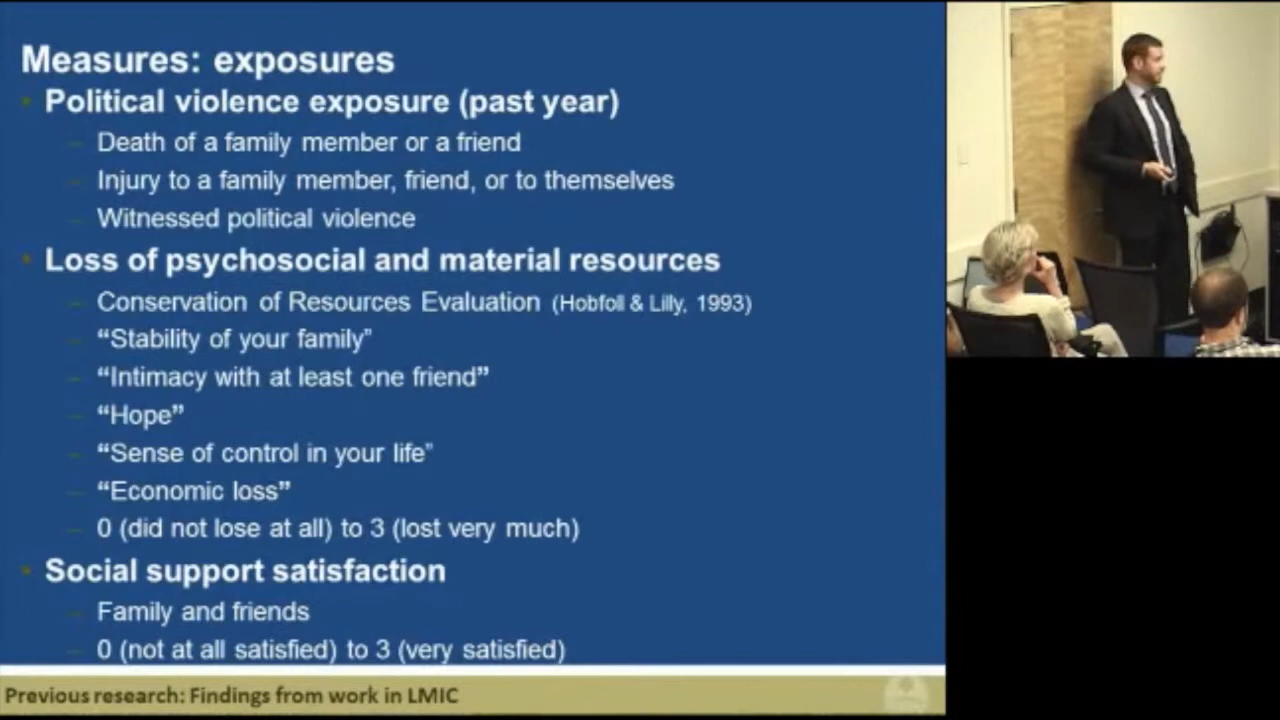 Measures: exposures
Political violence exposure (past year)
Death of a family member or a friend
Injury to a family member, friend, or to themselves
Witnessed political violence
Loss of psychosocial and material resources
Conservation of Resources Evaluation (Hobfoll & Lilly, 1993)
“Stability of your family”
“Intimacy with at least one friend”
“Hope”
“Sense of control in your life”
“Economic loss”
0 (did not lose at all) to 3 (lost very much)
Social support satisfaction
Family and friends
0 (not at all satisfied) to 3 (very satisfied)
Previous research: Findings from work in LMIC